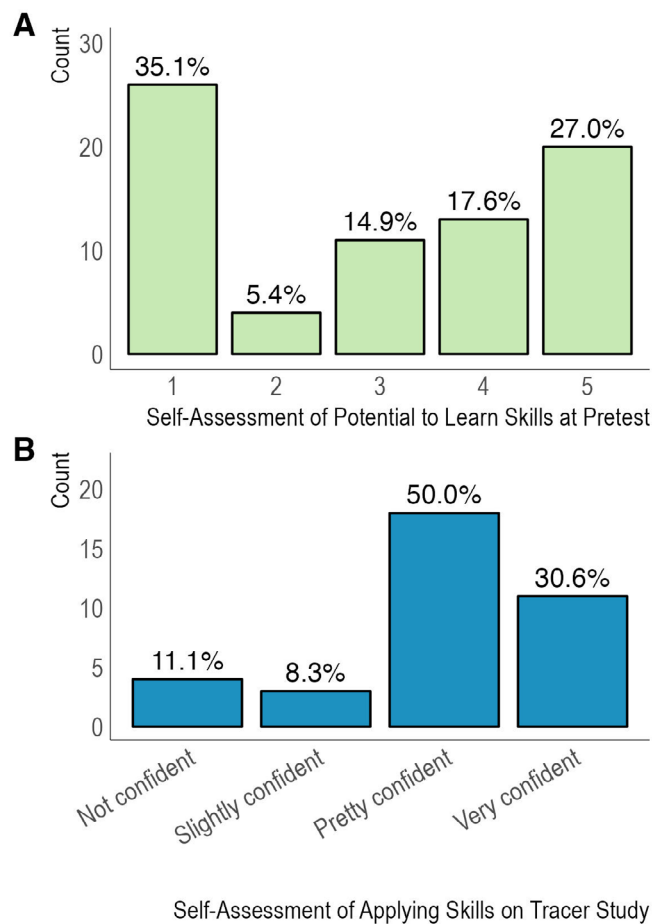 A
Count
30
20
10
0
35.1%
5.4%
14.9%
17.6%
27.0%
1 2 3 4 5
Self-Assessment of Potential to Learn Skills at Pretest
B
Count
20
15
10
5
0
11.1%
8.3%
50.0%
30.6%
Not confident
Slightly confident
Pretty confident
Very confident
Self-Assessment of Applying Skills on Tracer Study